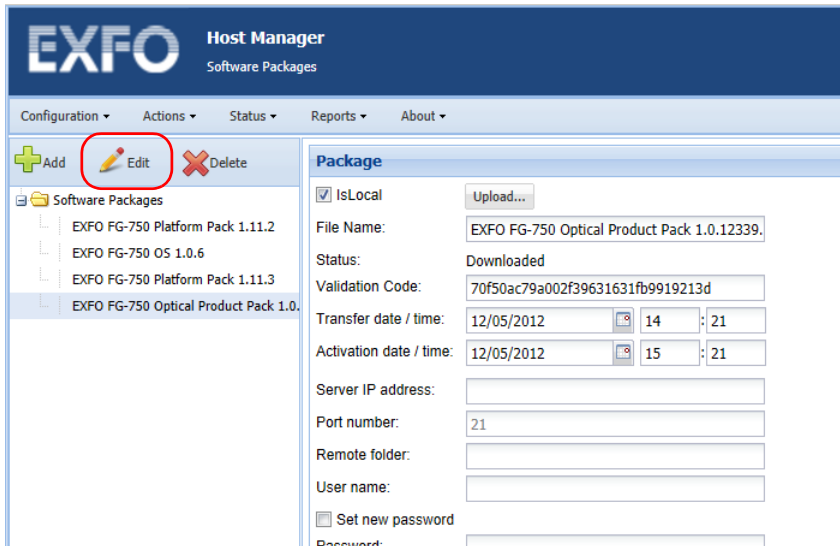 EXFO
Host Manager
Software Packages
Configuration Actions Status Reports About
Add Edit Delete
Software Packages
EXFO FG-750 Platform Pack 1.11.2
EXFO FG-750 OS 1.0.6
EXFO FG-750 Platform Pack 1.11.3
EXFO FG-750 Optical Product Pack 1.0.
Package
IsLocal Upload...
File Name: EXFO FG-750 Optical Product Pack 1.0.12339.
Status: Downloaded
Validation Code: 70f50ac79a002f39631631fb9919213d
Transfer date / time: 12/05/2012 14 : 21
Activation date / time: 12/05/2012 15 : 21
Server IP address:
Port number: 21
Remote folder:
User name:
Set new password
Password: